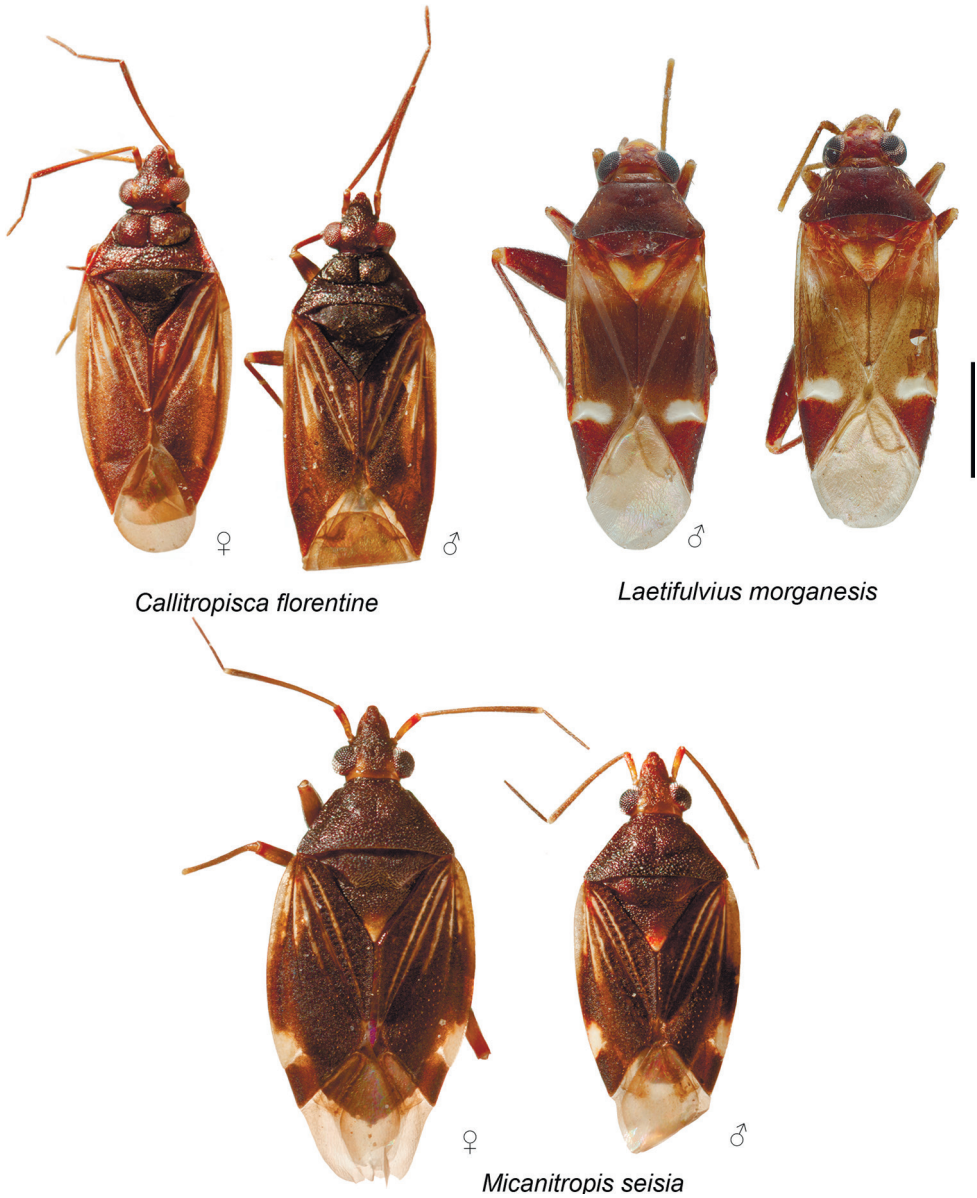 ♀
♂
♂
Callitropisca florentine
Laetifulvius morganesis
♀
♂
Micanitropis seisia